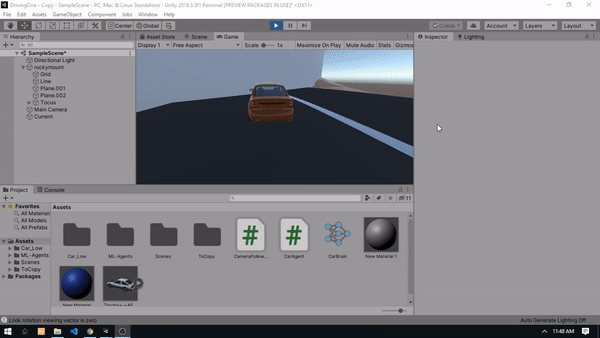 DrivingOne - Copy - SampleScene - PC, Mac & Linux Standalone - Unity 2019.3.3f1 Personal [PREVIEW PACKAGES IN USE]* <DX11>
File Edit Assets GameObject Component Jobs Window Help
Center Global Collab Account Layers Layout
Hierarchy Asset Store Scene Game Inspector Lighting
All Display 1 Free Aspect Scale 1x Maximize On Play Mute Audio Stats Gizmos
SampleScene*
Directional Light
rockymount
Grid
Line
Plane.001
Plane.002
Tocus
Main Camera
Current
Project Console
11
Favorites Assets
All Material
All Models
All Prefabs
Assets
Car_Low
ML-Agents
Scenes
ToCopy
Packages
Car_Low ML-Agents Scenes ToCopy CameraFollow... CarAgent CarBrain New Material 1
New Material
Look rotation viewing vector is zero Auto Generate Lighting Off
11:48 AM